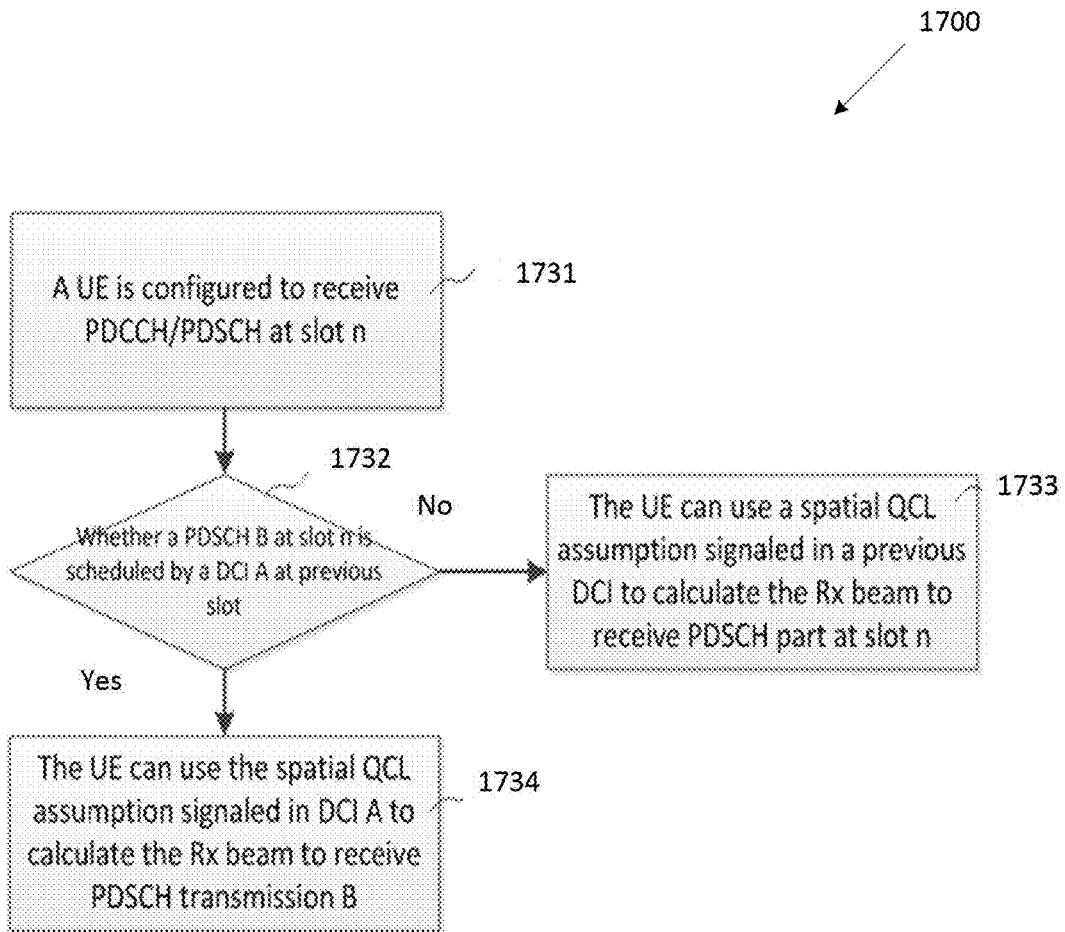 1700
A UE is configured to receive
PDCCH/PDSCH at slot n
1731
1732
Whether a PDSCH B at slot n is
scheduled by a DCI A at previous
slot
No
Yes
The UE can use a spatial QCL
assumption signaled in a previous
DCI to calculate the Rx beam to
receive PDSCH part at slot n
1733
The UE can use the spatial QCL
assumption signaled in DCI A to
calculate the Rx beam to receive
PDSCH transmission B
1734